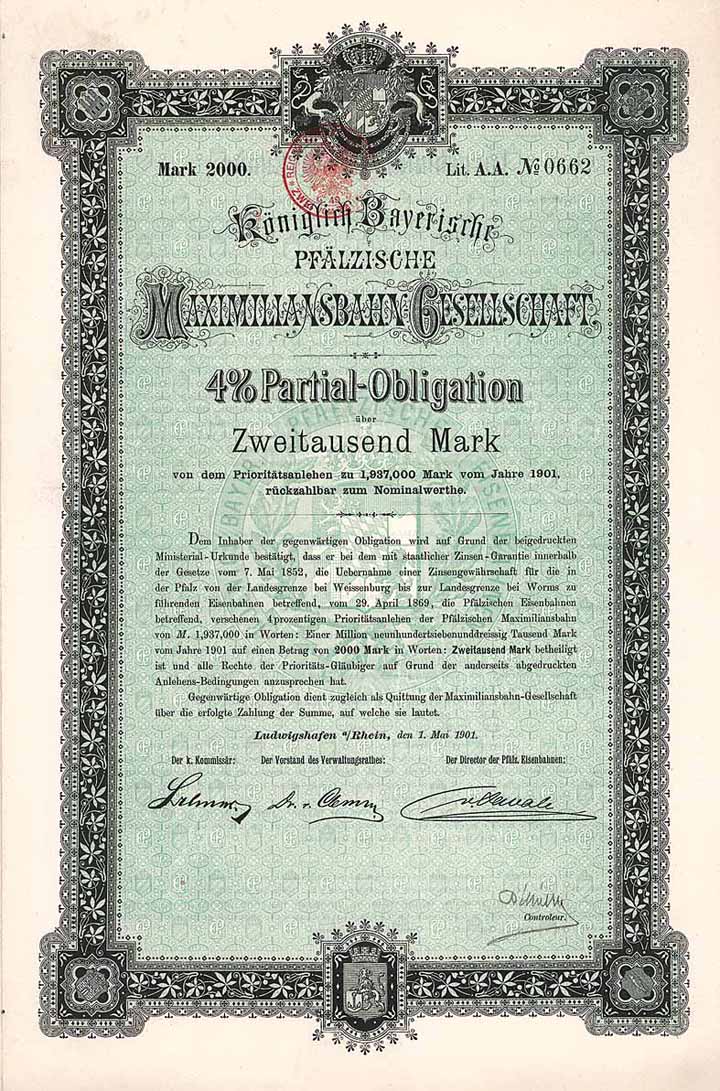 Mark 2000.
Lit. A.A. № 0662
Königlich Bayerische
PFÄLZISCHE
MAXIMILIANSBAHN GESELLSCHAFT.
4% Partial-Obligation
über
Zweitausend Mark
von dem Prioritätsanlehen zu 1,937,000 Mark vom Jahre 1901,
rückzahlbar zum Nominalwerthe.
Dem Inhaber der gegenwärtigen Obligation wird auf Grund der beigedruckten
Ministerial-Urkunde bestätigt, dass er bei dem mit staatlicher Zinsen-Garantie innerhalb
der Gesetze vom 7. Mai 1852, die Uebernahme einer Zinsengewährschaft für die in
der Pfalz von der Landesgrenze bei Weissenburg bis zur Landesgrenze bei Worms zu
führenden Eisenbahnen betreffend, vom 29. April 1869, die Pfälzischen Eisenbahnen
betreffend, versehenen 4prozentigen Prioritätsanlehen der Pfälzischen Maximiliansbahn
von M. 1,937,000 in Worten: Einer Million neunhundertsiebenunddreissig Tausend Mark
vom Jahre 1901 auf einen Betrag von 2000 Mark in Worten: Zweitausend Mark betheiligt
ist und alle Rechte der Prioritäts-Gläubiger auf Grund der anderseits abgedruckten
Anlehens-Bedingungen anzusprechen hat.
Gegenwärtige Obligation dient zugleich als Quittung der Maximiliansbahn-Gesellschaft
über die erfolgte Zahlung der Summe, auf welche sie lautet.
Ludwigshafen a/Rhein, den 1. Mai 1901.
Der k. Kommissär: Der Vorstand des Verwaltungsrathes: Der Director der Pfälz. Eisenbahnen:
Controleur.